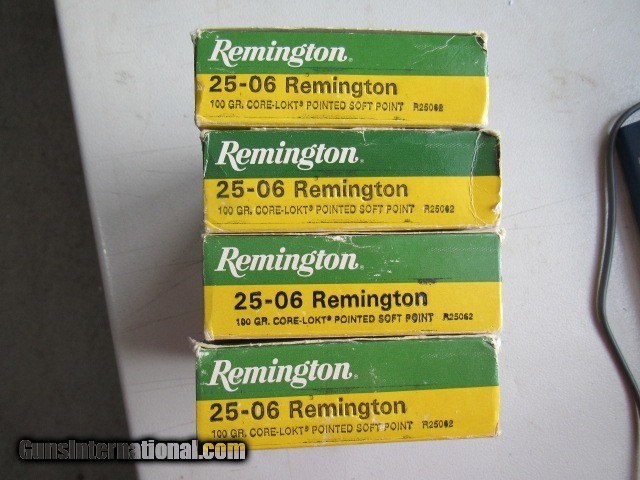 Remington.
25-06 Remington
100 GR. CORE-LOKT® POINTED SOFT POINT R25062
Remington.
25-06 Remington
100 GR. CORE-LOKT® POINTED SOFT POINT R25062
Remington.
25-06 Remington
100 GR. CORE-LOKT® POINTED SOFT POINT R25062
Remington.
25-06 Remington
100 GR. CORE-LOKT® POINTED SOFT POINT R25062
GunsInternational.com